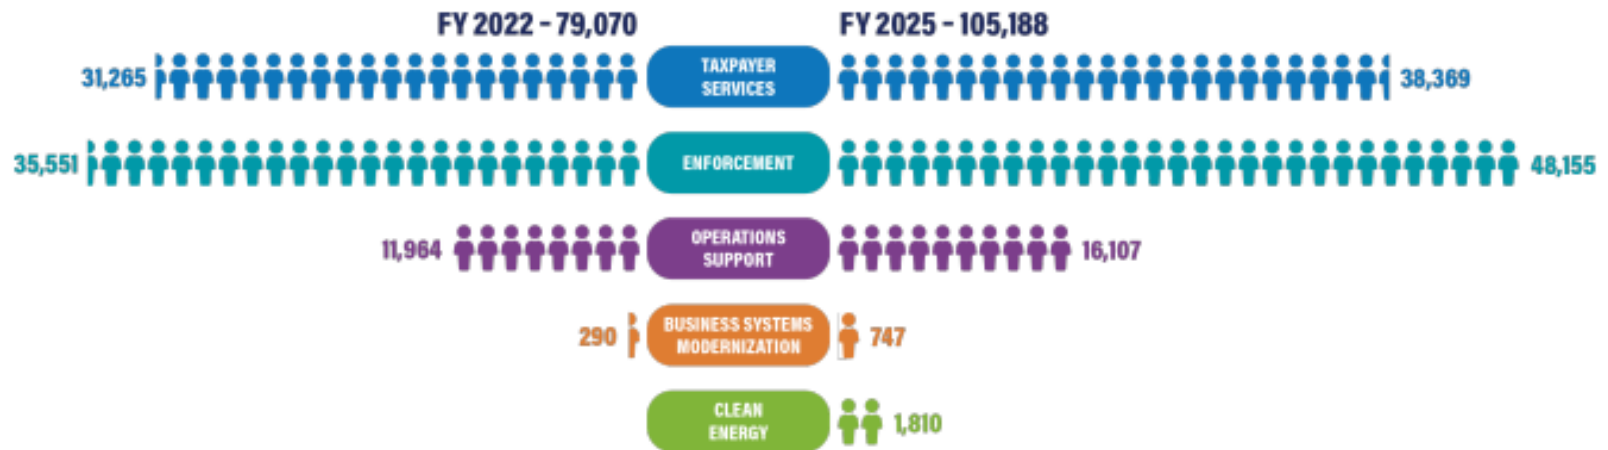 FY 2022 - 79,070
FY 2025 - 105,188
31,265
TAXPAYER
SERVICES
38,369
35,551
ENFORCEMENT
48,155
11,964
OPERATIONS
SUPPORT
16,107
290
BUSINESS SYSTEMS
MODERNIZATION
747
CLEAN
ENERGY
1,810